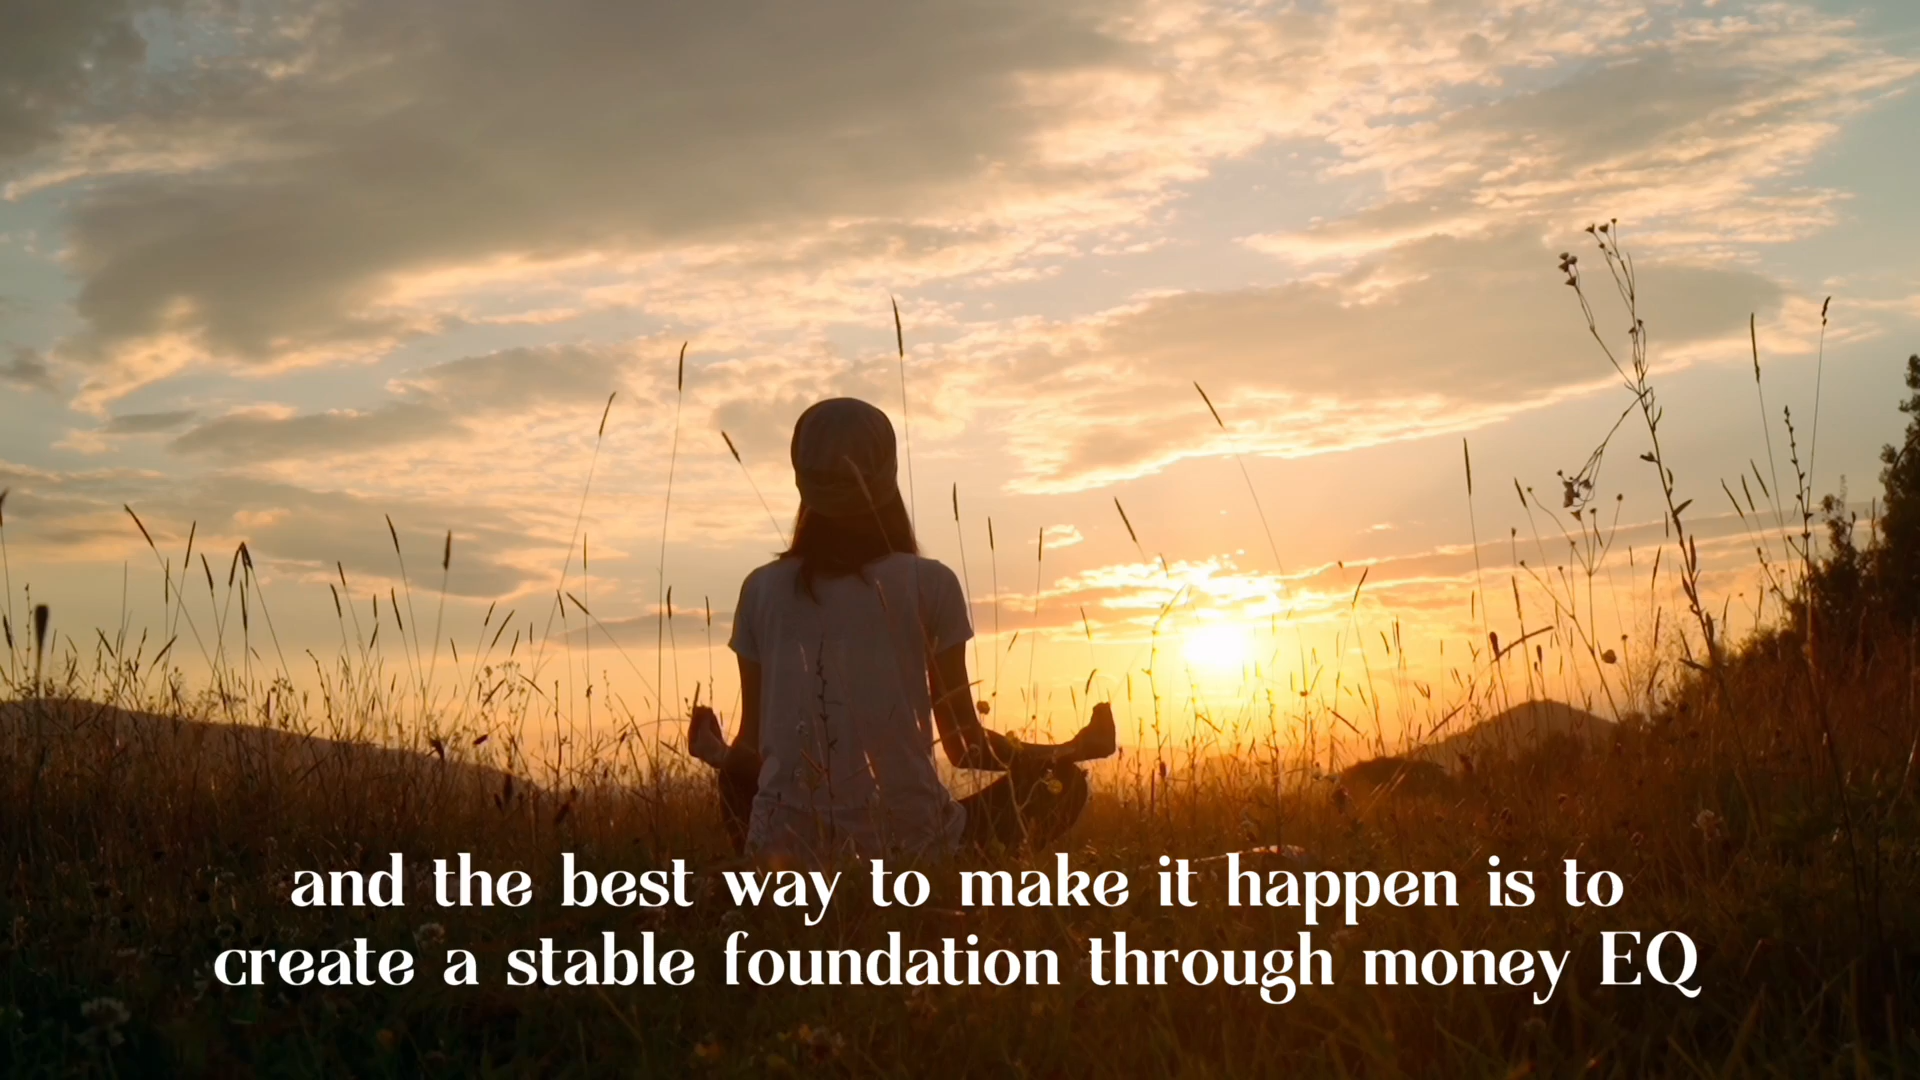 and the best way to make it happen is to
create a stable foundation through money EQ